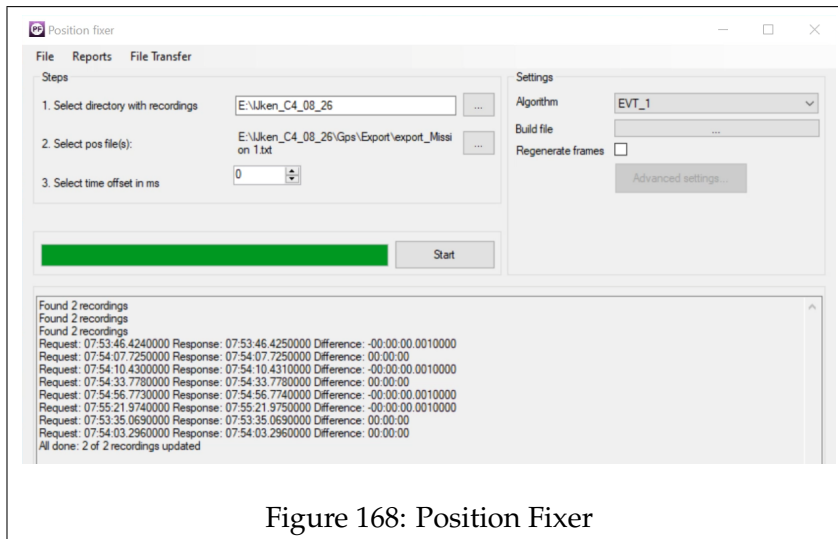 PF Position fixer
File Reports File Transfer
Steps
1. Select directory with recordings E:\IJken_C4_08_26 ...
2. Select pos file(s): E:\IJken_C4_08_26\Gps\Export\export_Missi
on 1.txt ...
3. Select time offset in ms 0
Settings
Algorithm EVT_1
Build file ...
Regenerate frames
Advanced settings...
Start
Found 2 recordings
Found 2 recordings
Found 2 recordings
Request: 07:53:46.4240000 Response: 07:53:46.4250000 Difference: -00:00:00.0010000
Request: 07:54:07.7250000 Response: 07:54:07.7250000 Difference: 00:00:00
Request: 07:54:10.4300000 Response: 07:54:10.4310000 Difference: -00:00:00.0010000
Request: 07:54:33.7780000 Response: 07:54:33.7780000 Difference: 00:00:00
Request: 07:54:56.7730000 Response: 07:54:56.7740000 Difference: -00:00:00.0010000
Request: 07:55:21.9740000 Response: 07:55:21.9750000 Difference: -00:00:00.0010000
Request: 07:53:35.0690000 Response: 07:53:35.0690000 Difference: 00:00:00
Request: 07:54:03.2960000 Response: 07:54:03.2960000 Difference: 00:00:00
All done: 2 of 2 recordings updated
Figure 168: Position Fixer